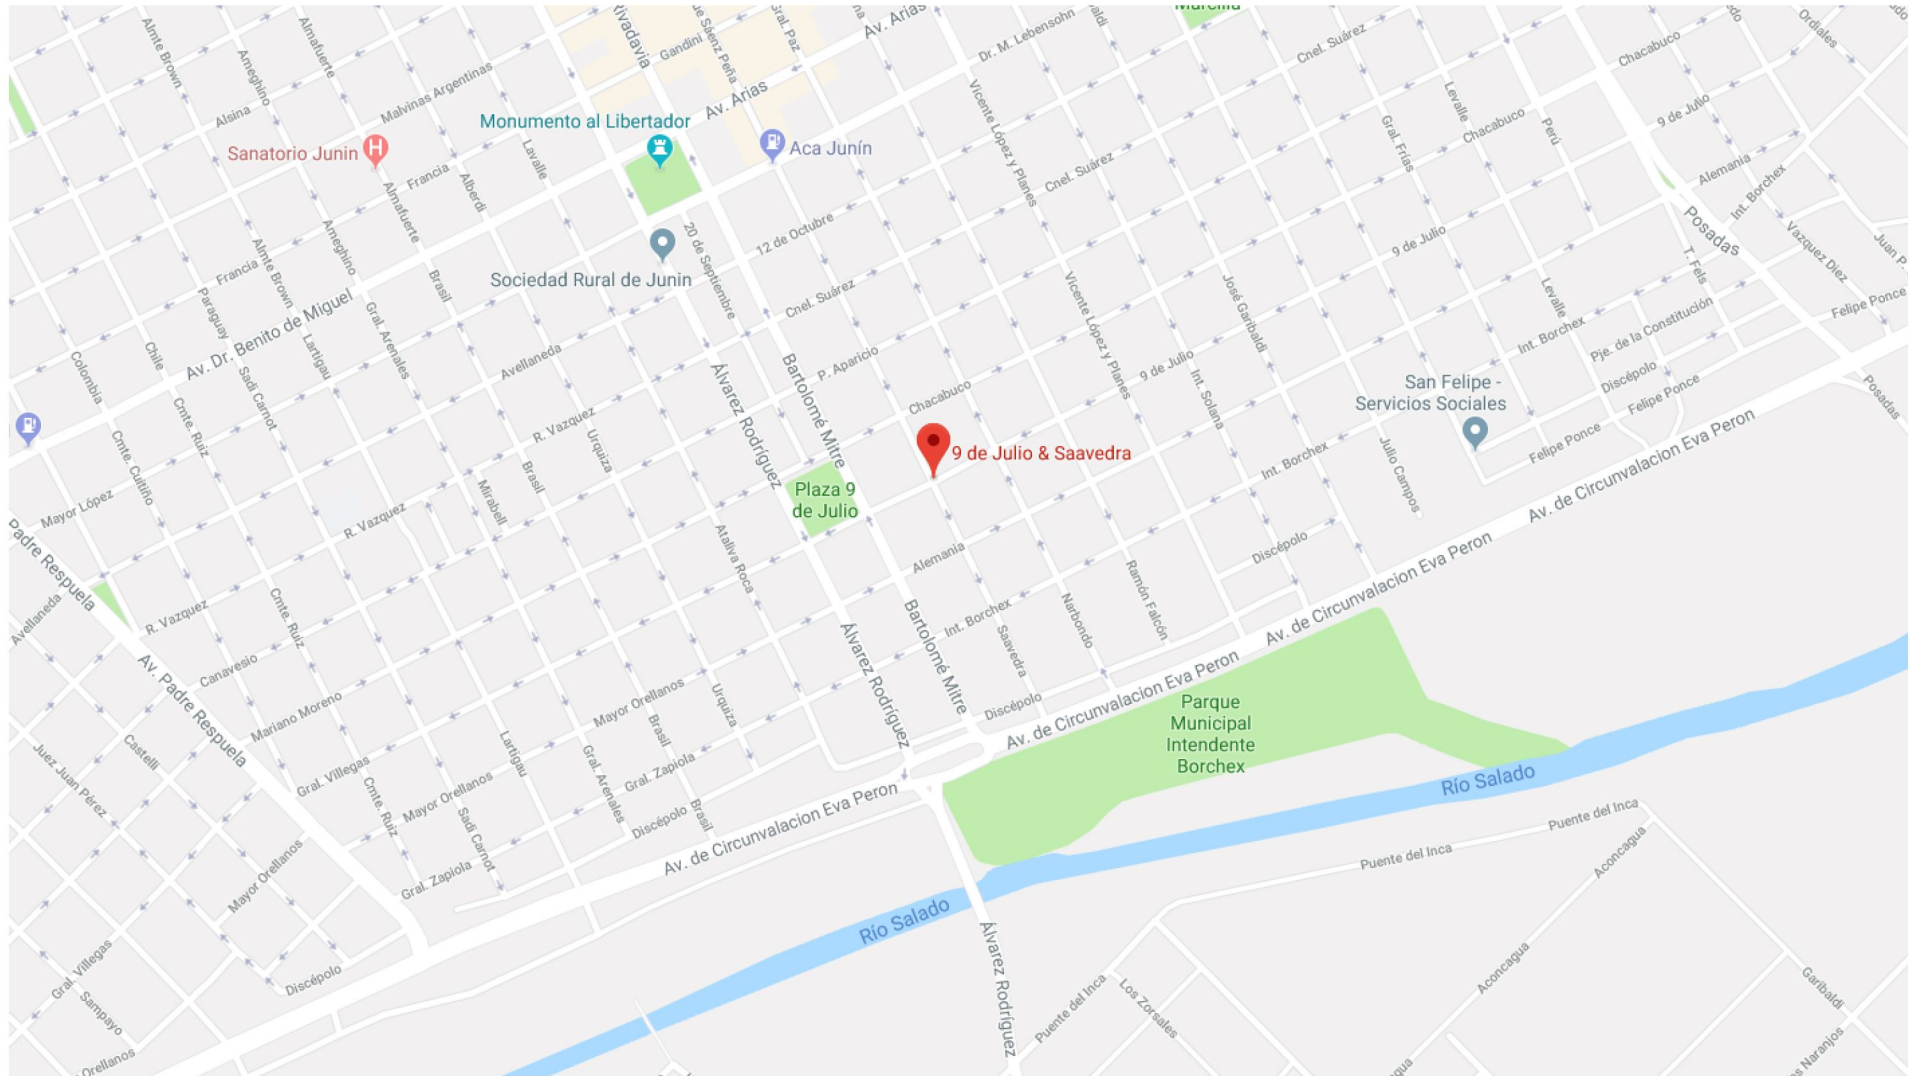 Marcilla
Ordiales
Av. Arias
Rivadavia
Gandini
Gral. Paz
Dr. M. Lebensohn
Cnel. Suárez
Chacabuco
Almte Brown
Ameghino
Almafuerte
Malvinas Argentinas
Alsina
Av. Arias
Monumento al Libertador
Aca Junín
Sanatorio Junin
Francia
Almafuerte
Alberdi
Lavalle
Vicente López y Planes
Cnel. Suárez
Levalle
Gral. Frías
Chacabuco
Perú
9 de Julio
Alemania
Int. Borchex
Posadas
Vazquez Diez
Juan P.
Sociedad Rural de Junin
20 de Septiembre
12 de Octubre
9 de Julio
T. Fels
Francia
Almte Brown
Ameghino
Brasil
Paraguay
Av. Dr. Benito de Miguel
Lartigau
Gral. Arenales
Cnel. Suárez
Vicente López y Planes
José Garibaldi
Levalle
Int. Borchex
Pje. de la Constitución
Felipe Ponce
Colombia
Chile
Sadi Carnot
Cmte. Ruiz
Avellaneda
Álvarez Rodríguez
Bartolomé Mitre
P. Aparicio
Chacabuco
9 de Julio
Int. Solana
San Felipe -
Servicios Sociales
Discépolo
Felipe Ponce
Posadas
Cmte. Cuitiño
R. Vazquez
Urquiza
9 de Julio & Saavedra
Int. Borchex
Julio Campos
Felipe Ponce
Av. de Circunvalacion Eva Peron
Mayor López
R. Vazquez
Mirabell
Brasil
Plaza 9
de Julio
Ataliva Roca
Alemania
Discépolo
Padre Respuela
Avellaneda
R. Vazquez
Cmte. Ruiz
Bartolomé Mitre
Int. Borchex
Narbondo
Ramón Falcón
Av. de Circunvalacion Eva Peron
Canavesio
Av. Padre Respuela
Mariano Moreno
Mayor Orellanos
Urquiza
Brasil
Álvarez Rodríguez
Saavedra
Discépolo
Av. de Circunvalacion Eva Peron
Parque
Municipal
Intendente
Borchex
Juez Juan Pérez
Castelli
Gral. Villegas
Cmte. Ruiz
Mayor Orellanos
Lartigau
Gral. Arenales
Gral. Zapiola
Discépolo
Brasil
Av. de Circunvalacion Eva Peron
Río Salado
Puente del Inca
Sadi Carnot
Mayor Orellanos
Gral. Zapiola
Puente del Inca
Aconcagua
Río Salado
Álvarez Rodríguez
Gral. Villegas
Discépolo
Sampayo
Orellanos
Puente del Inca
Los Zorsales
Aconcagua
Garibaldi
Naranjos